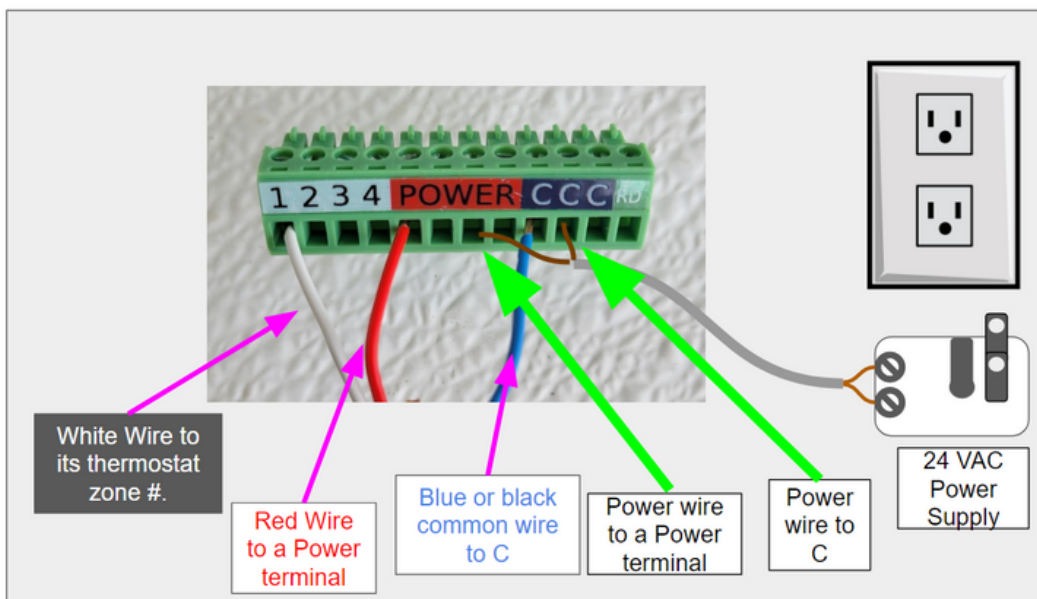 1 2 3 4 POWER C C C RD
White Wire to
its thermostat
zone #.
Red Wire
to a Power
terminal
Blue or black
common wire
to C
Power wire
to a Power
terminal
Power
wire to
C
24 VAC
Power
Supply